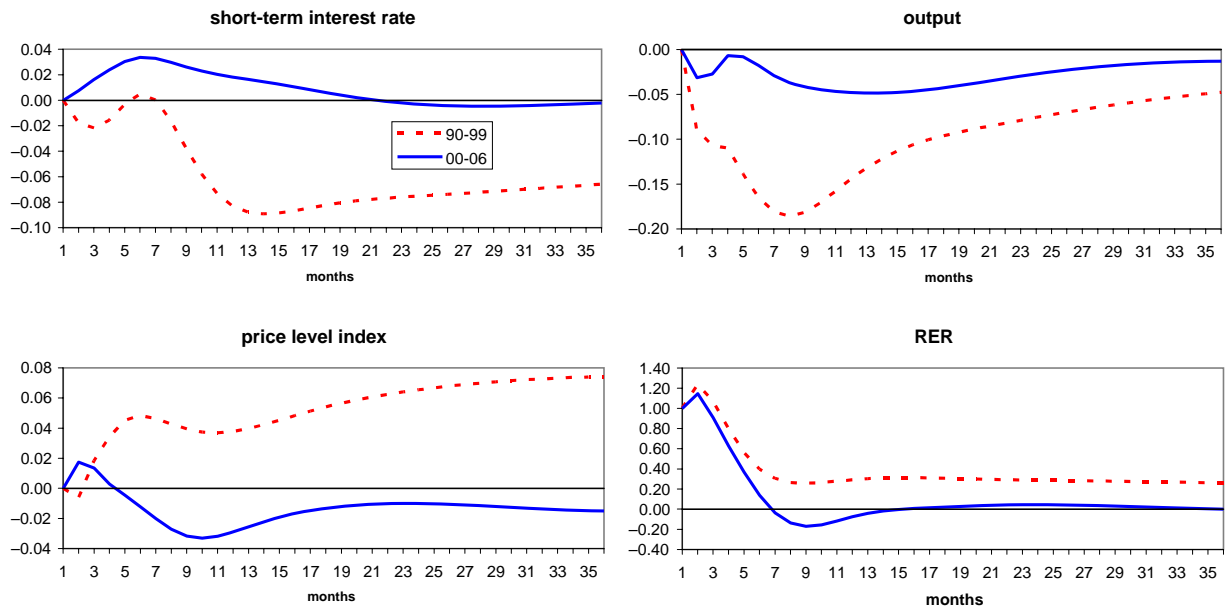 short-term interest rate
0.04
0.02
0.00
–0.02
–0.04
–0.06
–0.08
–0.10
90-99
00-06
1 3 5 7 9 11 13 15 17 19 21 23 25 27 29 31 33 35
months
output
0.00
–0.05
–0.10
–0.15
–0.20
1 3 5 7 9 11 13 15 17 19 21 23 25 27 29 31 33 35
months
price level index
0.08
0.06
0.04
0.02
0.00
–0.02
–0.04
1 3 5 7 9 11 13 15 17 19 21 23 25 27 29 31 33 35
months
RER
1.40
1.20
1.00
0.80
0.60
0.40
0.20
0.00
–0.20
–0.40
1 3 5 7 9 11 13 15 17 19 21 23 25 27 29 31 33 35
months